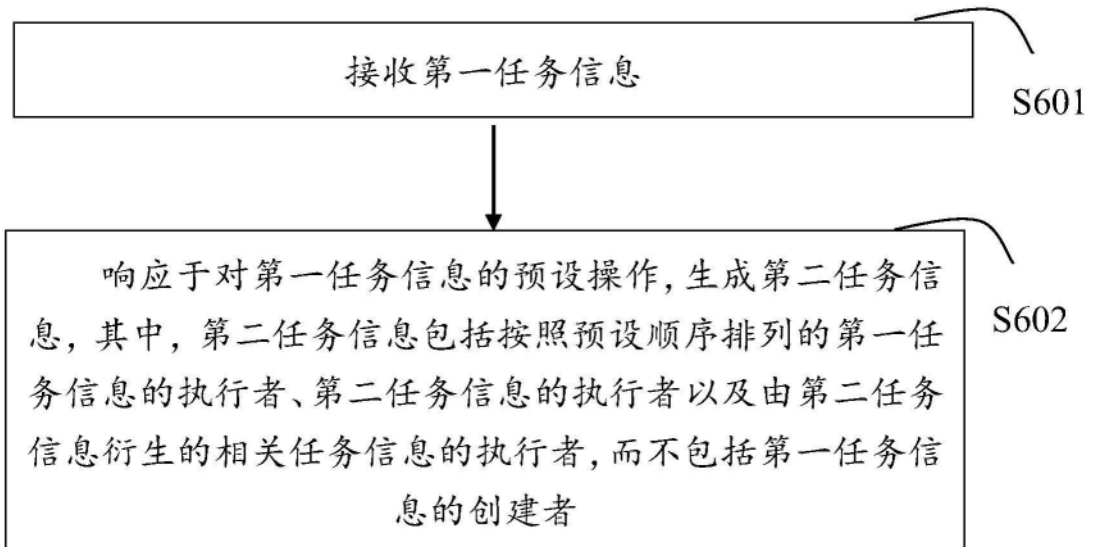 接收第一任务信息
S601
响应于对第一任务信息的预设操作,生成第二任务信
息,其中,第二任务信息包括按照预设顺序排列的第一任
务信息的执行者、第二任务信息的执行者以及由第二任务
信息衍生的相关任务信息的执行者,而不包括第一任务信
息的创建者
S602